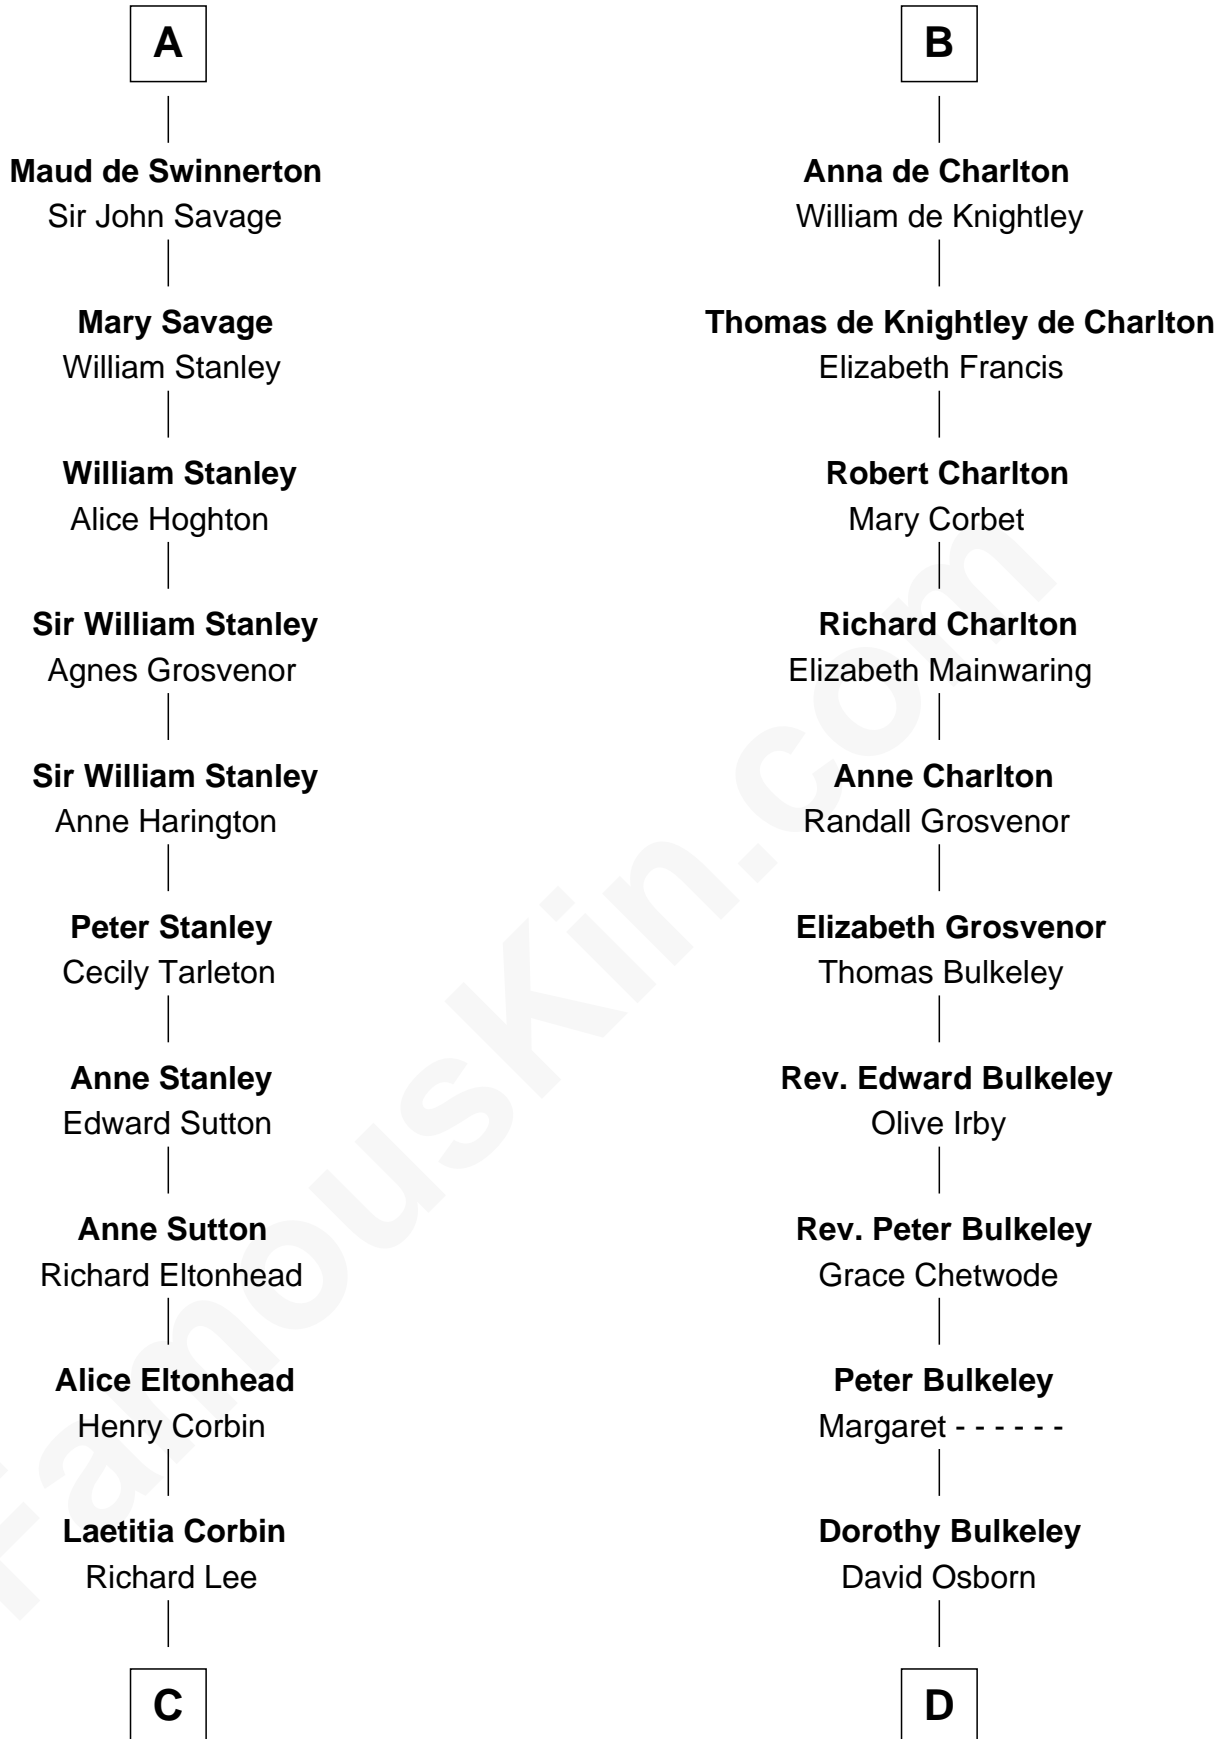 A
Maud de Swinnerton
Sir John Savage
Mary Savage
William Stanley
William Stanley
Alice Hoghton
Sir William Stanley
Agnes Grosvenor
Sir William Stanley
Anne Harington
Peter Stanley
Cecily Tarleton
Anne Stanley
Edward Sutton
Anne Sutton
Richard Eltonhead
Alice Eltonhead
Henry Corbin
Laetitia Corbin
Richard Lee
C
B
Anna de Charlton
William de Knightley
Thomas de Knightley de Charlton
Elizabeth Francis
Robert Charlton
Mary Corbet
Richard Charlton
Elizabeth Mainwaring
Anne Charlton
Randall Grosvenor
Elizabeth Grosvenor
Thomas Bulkeley
Rev. Edward Bulkeley
Olive Irby
Rev. Peter Bulkeley
Grace Chetwode
Peter Bulkeley
Margaret - - - - - -
Dorothy Bulkeley
David Osborn
D
FamousKin.com